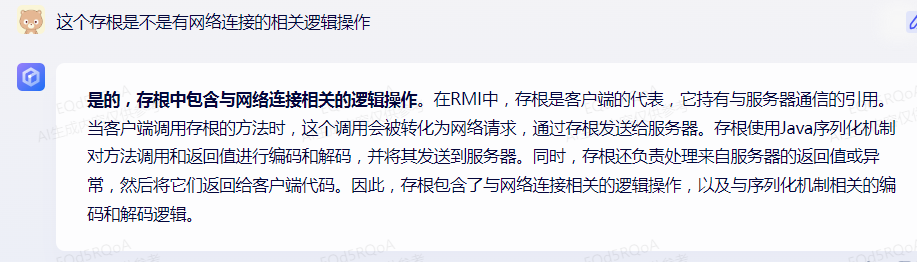 这个存根是不是有网络连接的相关逻辑操作
是的，存根中包含与网络连接相关的逻辑操作。在RMI中，存根是客户端的代表，它持有与服务器通信的引用。
当客户端调用存根的方法时，这个调用会被转化为网络请求，通过存根发送给服务器。存根使用Java序列化机制
对方法调用和返回值进行编码和解码，并将其发送到服务器。同时，存根还负责处理来自服务器的返回值或异
常，然后将它们返回给客户端代码。因此，存根包含了与网络连接相关的逻辑操作，以及与序列化机制相关的编
码和解码逻辑。